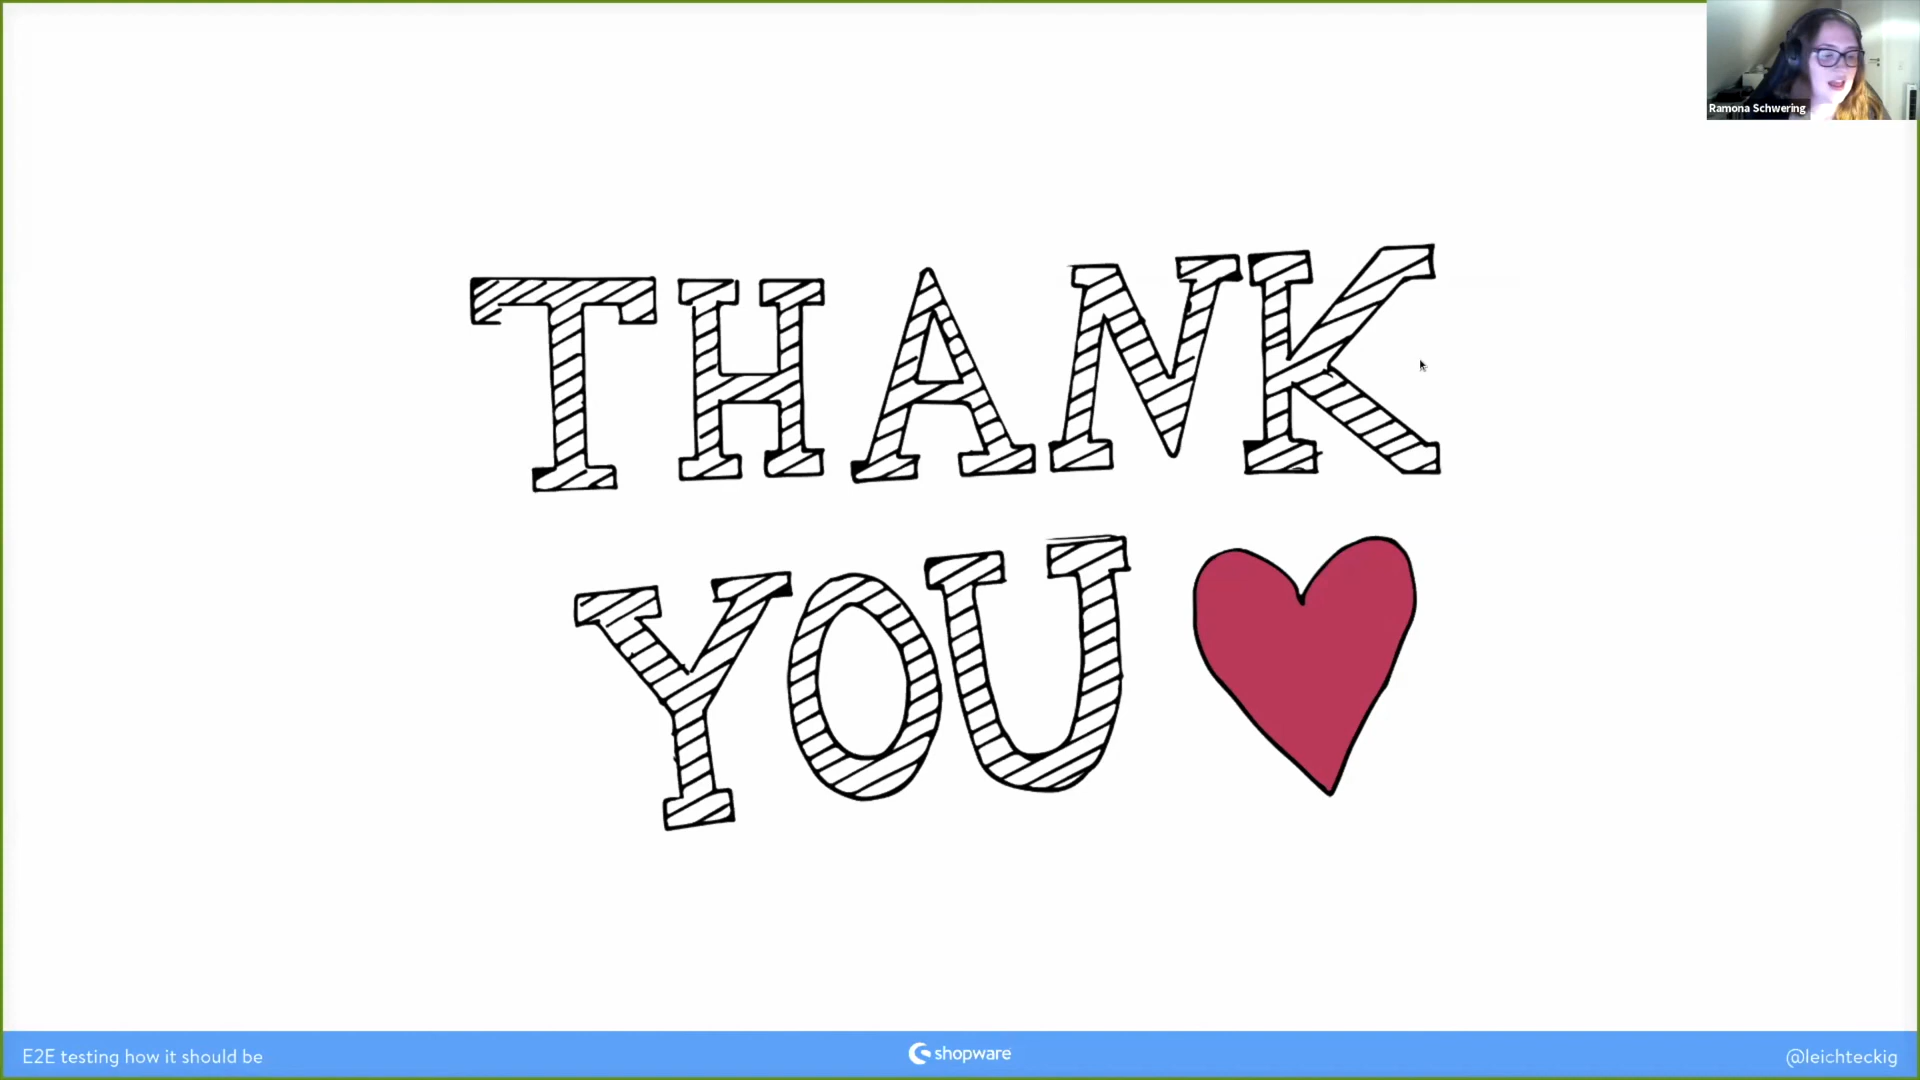 Ramona Schwering
THANK
YOU
E2E testing how it should be
shopware
@leichteckig